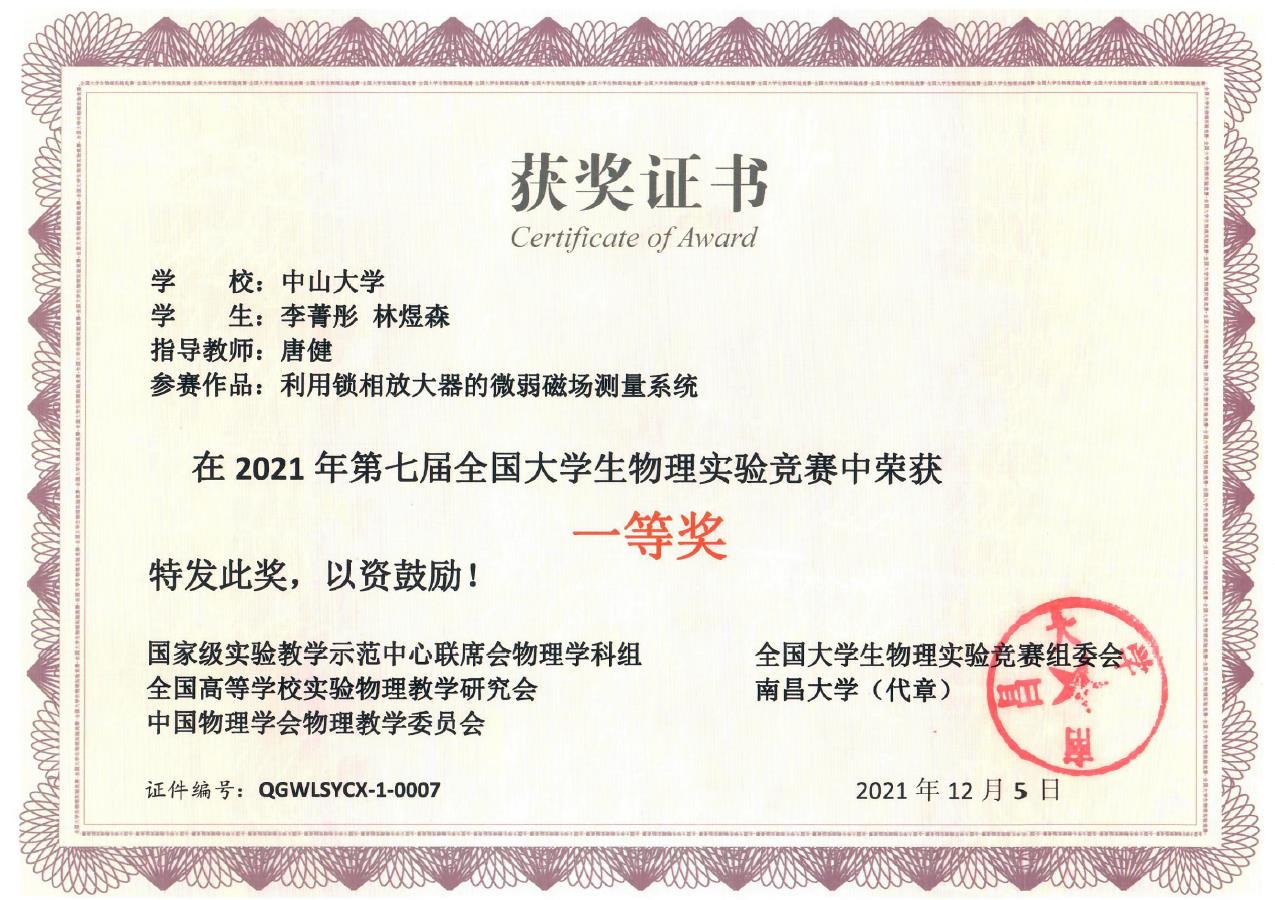 获奖证书
Certificate of Award
学 校：中山大学
学 生：李菁彤 林煜森
指导教师：唐健
参赛作品：利用锁相放大器的微弱磁场测量系统
在 2021 年第七届全国大学生物理实验竞赛中荣获
一等奖
特发此奖，以资鼓励！
国家级实验教学示范中心联席会物理学科组
全国高等学校实验物理教学研究会
中国物理学会物理教学委员会
全国大学生物理实验竞赛组委会
南昌大学（代章）
南昌大学
证件编号：QGWLSYCX-1-0007
2021 年 12 月 5 日